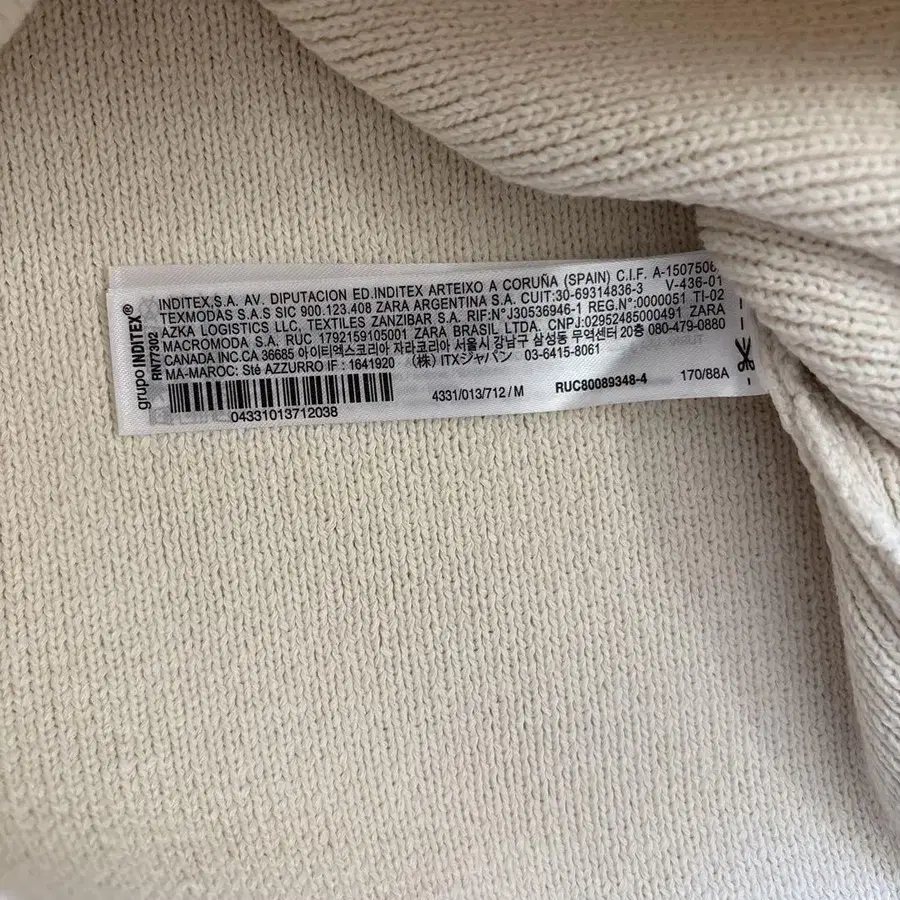 grupo INDITEX®
RN77302
INDITEX,S.A. AV. DIPUTACION ED.INDITEX ARTEIXO A CORUÑA (SPAIN) C.I.F. A-1507506
TEXMODAS S.A.S SIC 900.123.408 ZARA ARGENTINA S.A. CUIT:30-69314836-3 V-436-01
AZKA LOGISTICS LLC, TEXTILES ZANZIBAR S.A. RIF:N°J30536946-1 REG.N°:0000051 TI-02
MACROMODA S.A. RUC 1792159105001 ZARA BRASIL LTDA. CNPJ:02952485000491 ZARA
CANADA INC.CA 36685 아이티엑스코리아 자라코리아 서울시 강남구 삼성동 무역센터 20층 080-479-0880
MA-MAROC: Sté AZZURRO IF : 1641920 (株) ITXジャパン 03-6415-8061
4331/013/712 / M RUC80089348-4 170/88A
04331013712038